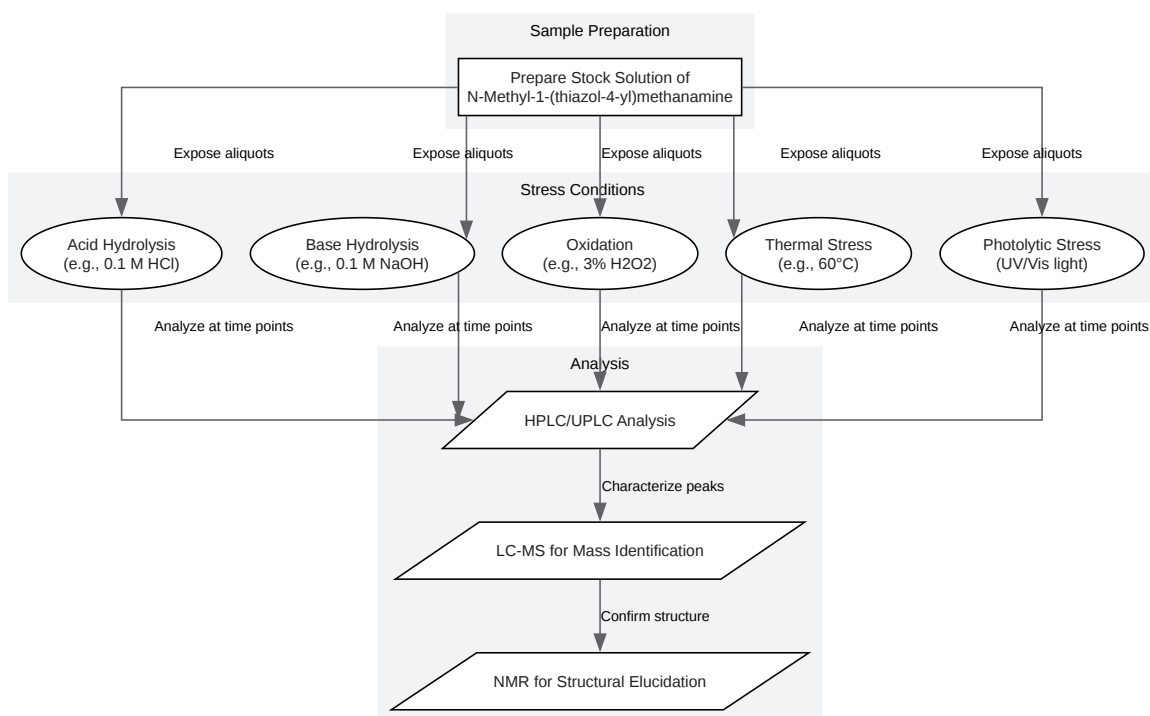 Sample Preparation
Prepare Stock Solution of
N-Methyl-1-(thiazol-4-yl)methanamine
Expose aliquots
Expose aliquots
Expose aliquots
Expose aliquots
Expose aliquots
Stress Conditions
Acid Hydrolysis
(e.g., 0.1 M HCl)
Base Hydrolysis
(e.g., 0.1 M NaOH)
Oxidation
(e.g., 3% H2O2)
Thermal Stress
(e.g., 60°C)
Photolytic Stress
(UV/Vis light)
Analyze at time points
Analyze at time points
Analyze at time points
Analyze at time points
Analyze at time points
Analysis
HPLC/UPLC Analysis
Characterize peaks
LC-MS for Mass Identification
Confirm structure
NMR for Structural Elucidation